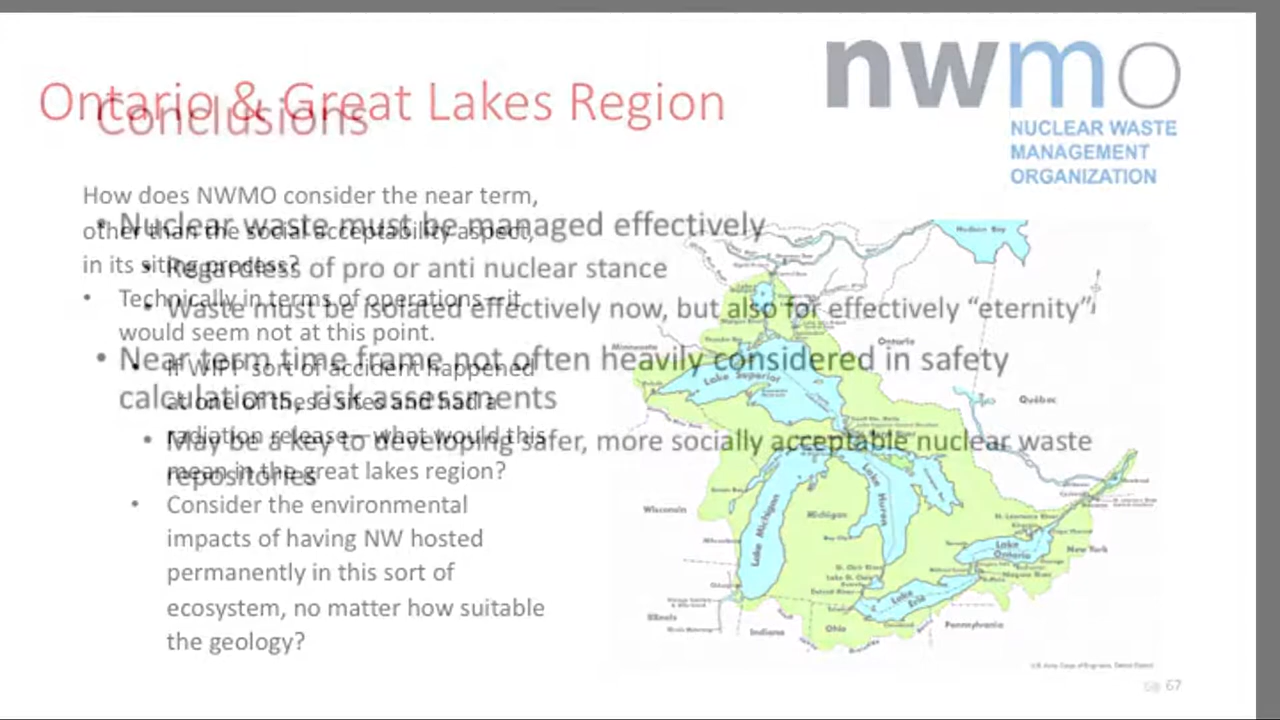 nwmo
NUCLEAR WASTE
MANAGEMENT
ORGANIZATION
Ontario & Great Lakes Region
How does NWMO consider the near term,
other than the social acceptability aspect,
in its siting process?
• Technically in terms of operations—it
would seem not at this point.
• If WIPP sort of accident happened
at one of these sites and had a
radiation release—what would this
mean in the great lakes region?
• Consider the environmental
impacts of having NW hosted
permanently in this sort of
ecosystem, no matter how suitable
the geology?
Conclusions
• Nuclear waste must be managed effectively
• Regardless of pro or anti nuclear stance
• Waste must be isolated effectively now, but also for effectively “eternity”
• Near term time frame not often heavily considered in safety
calculations, risk assessments
• May be a key to developing safer, more socially acceptable nuclear waste
repositories
Hudson Bay
Minnesota
Ontario
Lake Superior
Québec
Wisconsin
Michigan
Lake Michigan
Lake Huron
Lake
Ontario
New York
Lake
Erie
Illinois
Indiana
Ohio
Pennsylvania
67